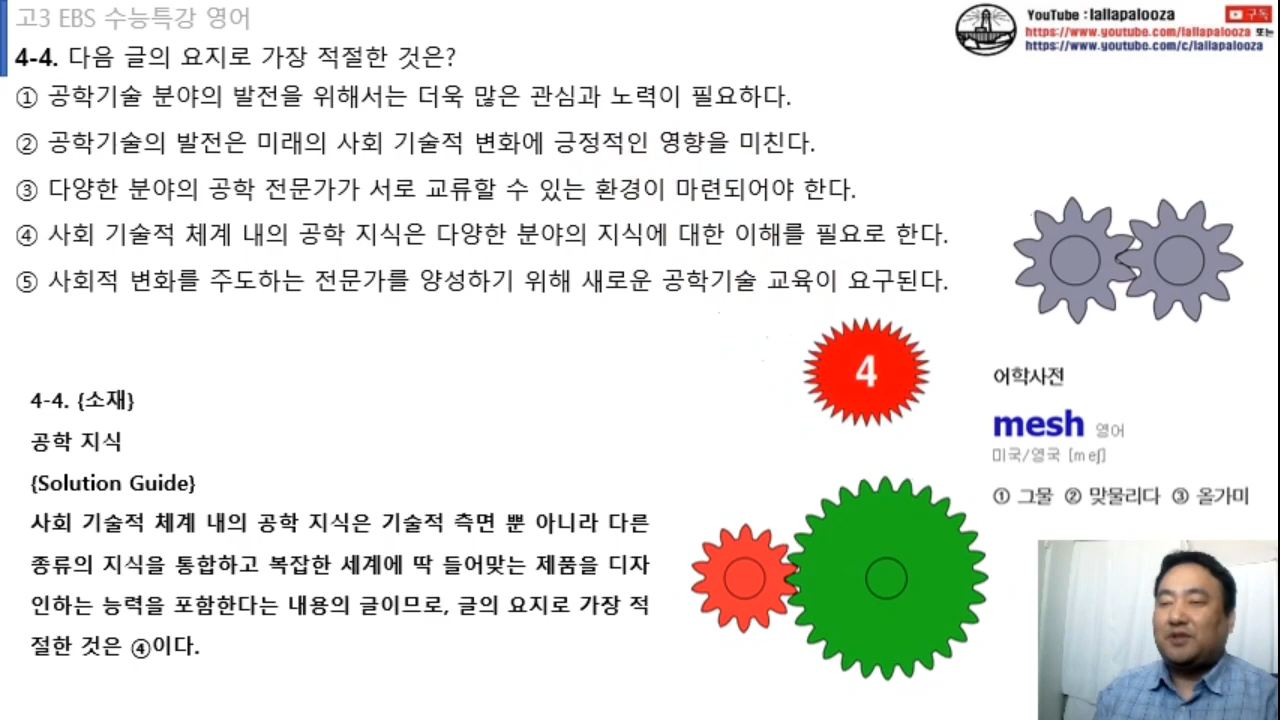 고3 EBS 수능특강 영어
YouTube : lallapalooza
구독
https://www.youtube.com/lallapalooza 또는
https://www.youtube.com/c/lallapalooza
4-4. 다음 글의 요지로 가장 적절한 것은?
① 공학기술 분야의 발전을 위해서는 더욱 많은 관심과 노력이 필요하다.
② 공학기술의 발전은 미래의 사회 기술적 변화에 긍정적인 영향을 미친다.
③ 다양한 분야의 공학 전문가가 서로 교류할 수 있는 환경이 마련되어야 한다.
④ 사회 기술적 체계 내의 공학 지식은 다양한 분야의 지식에 대한 이해를 필요로 한다.
⑤ 사회적 변화를 주도하는 전문가를 양성하기 위해 새로운 공학기술 교육이 요구된다.
4
4-4. {소재}
공학 지식
{Solution Guide}
사회 기술적 체계 내의 공학 지식은 기술적 측면 뿐 아니라 다른
종류의 지식을 통합하고 복잡한 세계에 딱 들어맞는 제품을 디자
인하는 능력을 포함한다는 내용의 글이므로, 글의 요지로 가장 적
절한 것은 ④이다.
어학사전
mesh 영어
미국/영국 [meʃ]
① 그물 ② 맞물리다 ③ 올가미